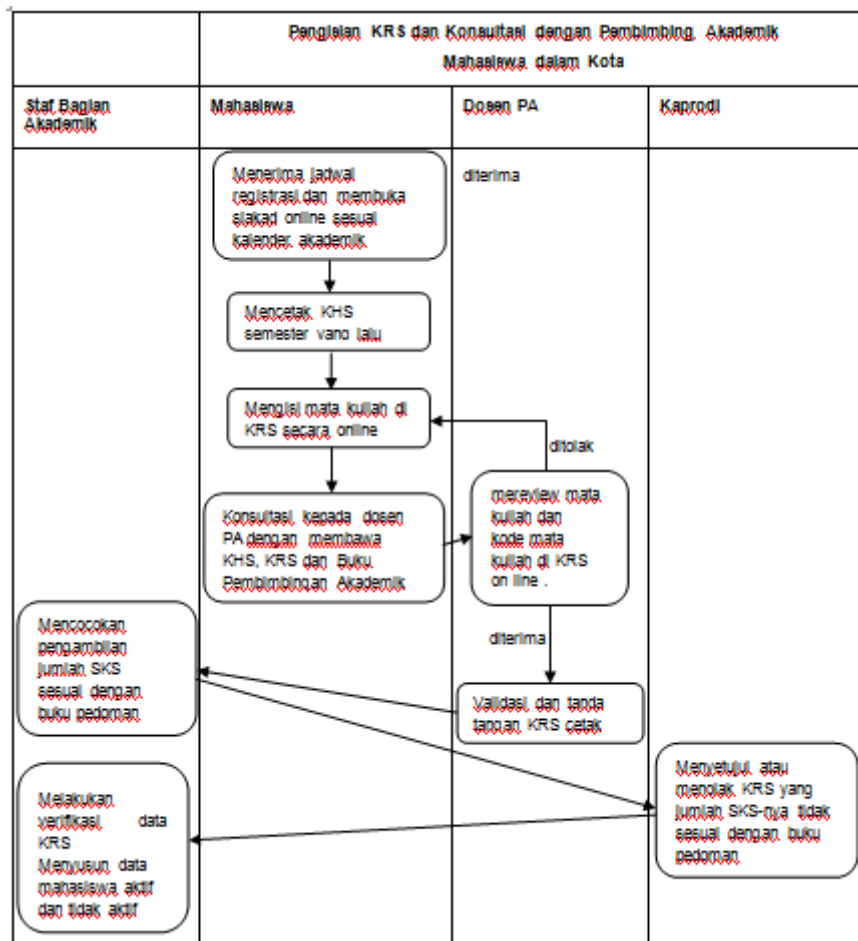 Pengisian KRS dan Konsultasi dengan Pembimbing Akademik
Mahasiswa dalam Kota
Staf Bagian
Akademik
Mahasiswa
Dosen PA
Kaprodi
Menerima jadwal
registrasi dan membuka
siakad online sesuai
kalender akademik
diterima
Mencetak KHS
semester yang lalu
Mengisi mata kuliah di
KRS secara online
ditolak
Konsultasi kepada dosen
PA dengan membawa
KHS, KRS dan Buku
Pembimbingan Akademik
mereview mata
kuliah dan
kode mata
kuliah di KRS
on line .
diterima
Mencocokan
pengambilan
jumlah SKS
sesuai dengan
buku pedoman
Validasi dan tanda
tangan KRS cetak
Menyetujui atau
menolak KRS yang
jumlah SKS-nya tidak
sesuai dengan buku
pedoman
Melakukan
verifikasi data
KRS
Menyusun data
mahasiswa aktif
dan tidak aktif